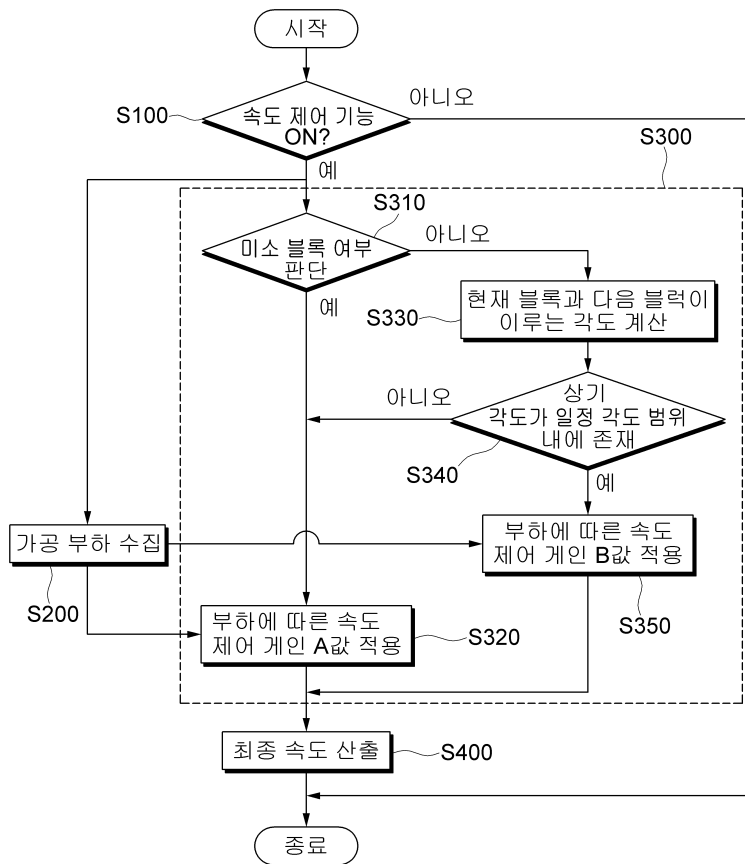 시작
S100
속도 제어 기능
ON?
아니오
예
S300
S310
미소 블록 여부
판단
아니오
예
S330
현재 블록과 다음 블럭이
이루는 각도 계산
아니오
상기
각도가 일정 각도 범위
내에 존재
S340
예
가공 부하 수집
S200
부하에 따른 속도
제어 게인 B값 적용
S350
부하에 따른 속도
제어 게인 A값 적용
S320
최종 속도 산출
S400
종료